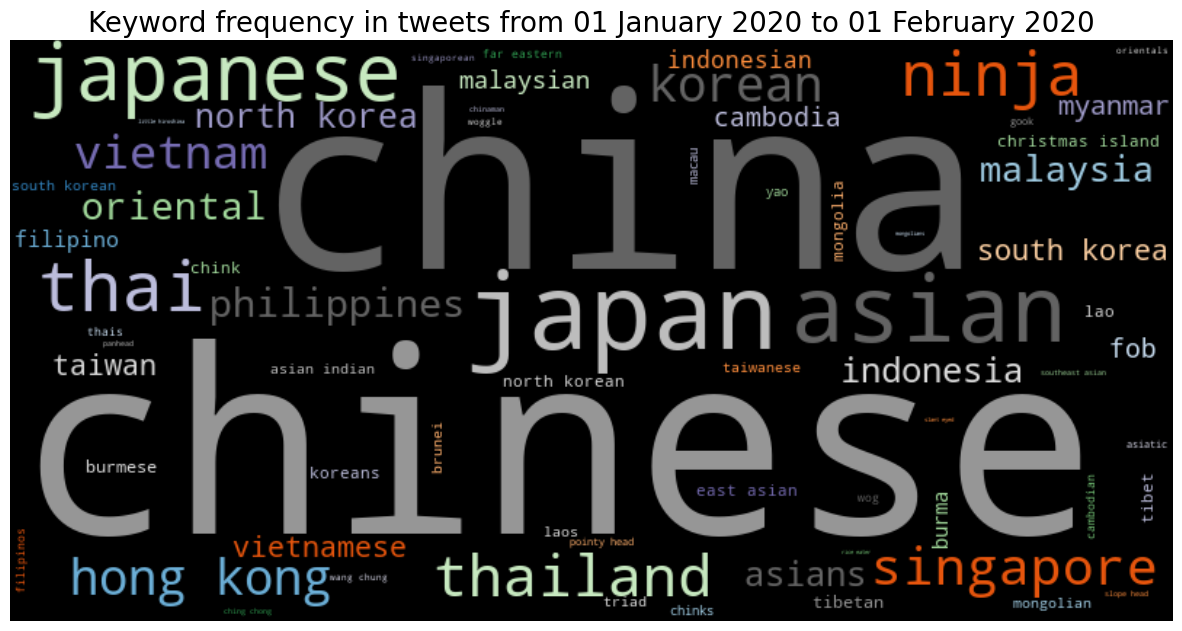 Keyword frequency in tweets from 01 January 2020 to 01 February 2020
japanese
singaporean
far eastern
malaysian
indonesian
korean
ninja
orientals
little hiroshima
north korea
chinaman
woggle
cambodia
gook
myanmar
vietnam
china
macau
christmas island
malaysia
south korean
oriental
yao
mongolia
mongolians
filipino
south korea
thai
chink
philippines
japan
asian
lao
thais
panhead
taiwan
asian indian
north korean
taiwanese
indonesia
fob
southeast asian
chinese
slant eyed
burmese
koreans
brunei
east asian
wog
burma
asiatic
cambodian
tibet
filipinos
vietnamese
laos
pointy head
rice eater
hong kong
wang chung
thailand
asians
singapore
ching chong
triad
chinks
tibetan
mongolian
slope head